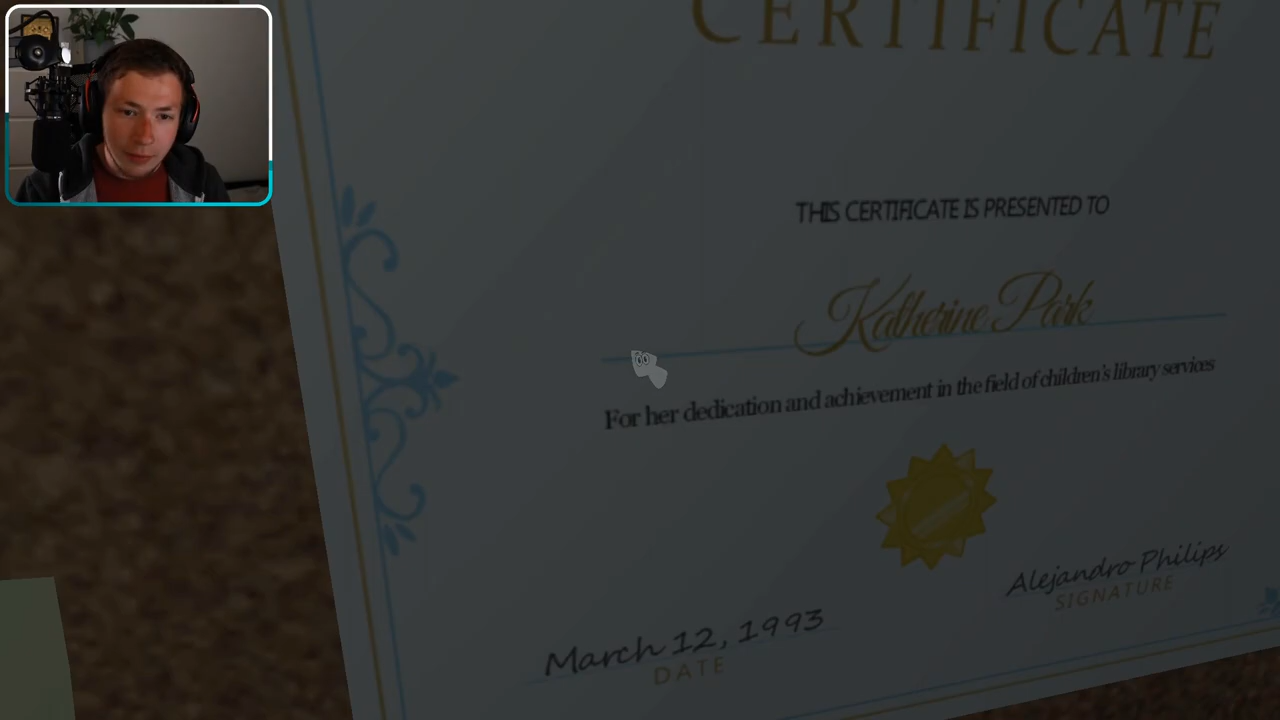 CERTIFICATE
THIS CERTIFICATE IS PRESENTED TO
Katherine Park
For her dedication and achievement in the field of children's library services
Alejandro Philips
SIGNATURE
March 12, 1993
DATE